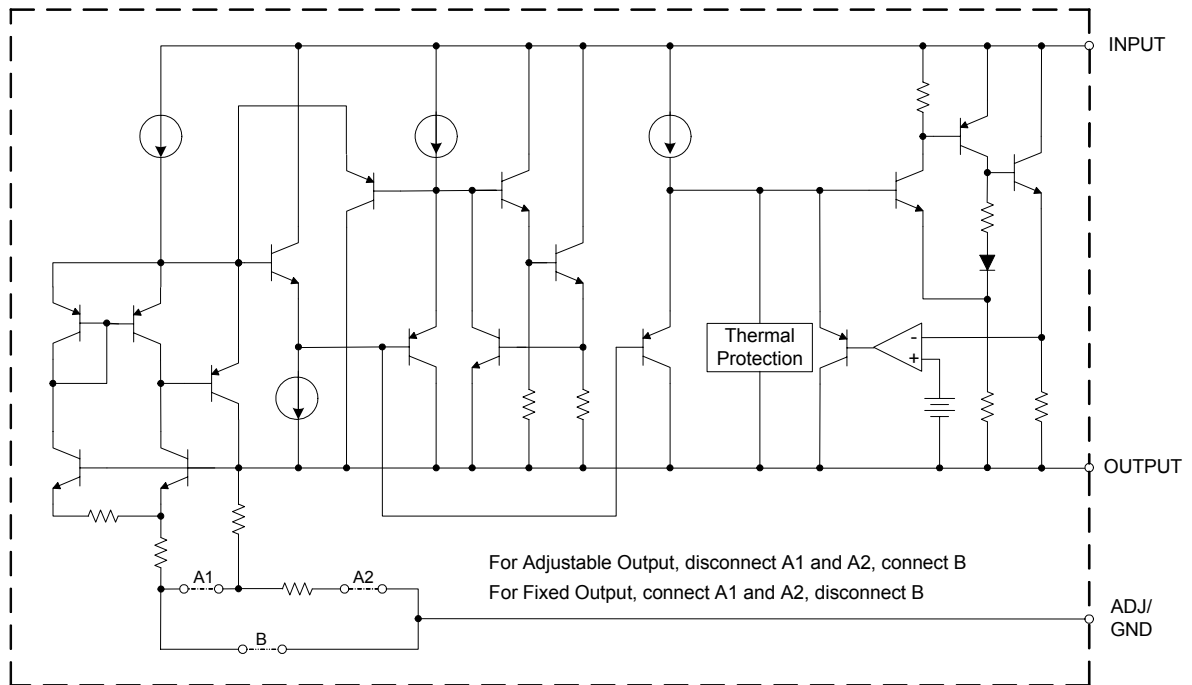 INPUT
Thermal
Protection
-
+
OUTPUT
For Adjustable Output, disconnect A1 and A2, connect B
A1
A2
For Fixed Output, connect A1 and A2, disconnect B
ADJ/
GND
B